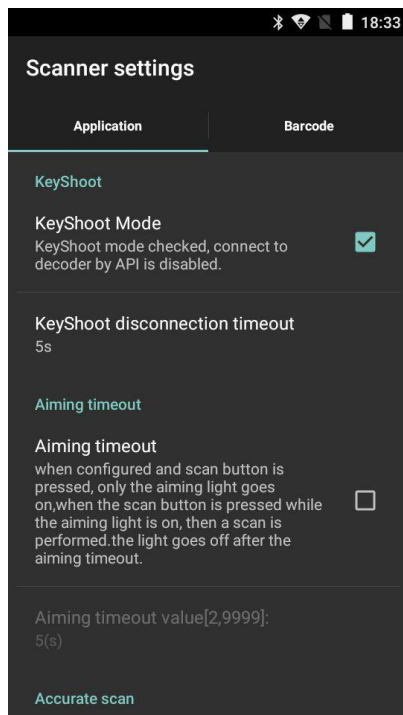 18:33
Scanner settings
Application
Barcode
KeyShoot
KeyShoot Mode
KeyShoot mode checked, connect to
decoder by API is disabled.
KeyShoot disconnection timeout
5s
Aiming timeout
Aiming timeout
when configured and scan button is
pressed, only the aiming light goes
on,when the scan button is pressed while
the aiming light is on, then a scan is
performed.the light goes off after the
aiming timeout.
Aiming timeout value[2,9999]:
5(s)
Accurate scan